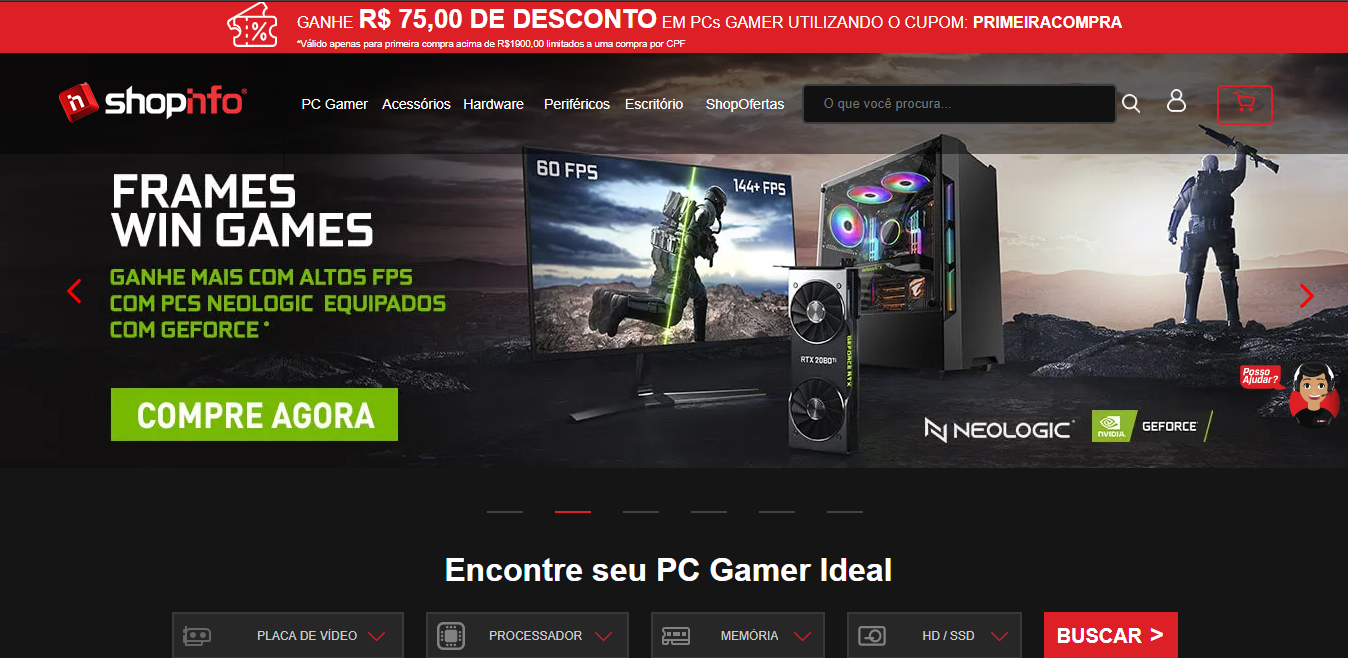 GANHE R$ 75,00 DE DESCONTO EM PCs GAMER UTILIZANDO O CUPOM: PRIMEIRACOMPRA
*Válido apenas para primeira compra acima de R$1900,00 limitados a uma compra por CPF
in shopinfo
PC Gamer Acessórios Hardware Periféricos Escritório ShopOfertas O que você procura...
FRAMES
WIN GAMES
60 FPS
144+ FPS
GANHE MAIS COM ALTOS FPS
COM PCS NEOLOGIC EQUIPADOS
COM GEFORCE*
RTX 2080 Ti
GEFORCE RTX
COMPRE AGORA
Posso
Ajudar?
NEOLOGIC
NVIDIA GEFORCE
Encontre seu PC Gamer Ideal
PLACA DE VÍDEO PROCESSADOR MEMÓRIA HD / SSD BUSCAR >